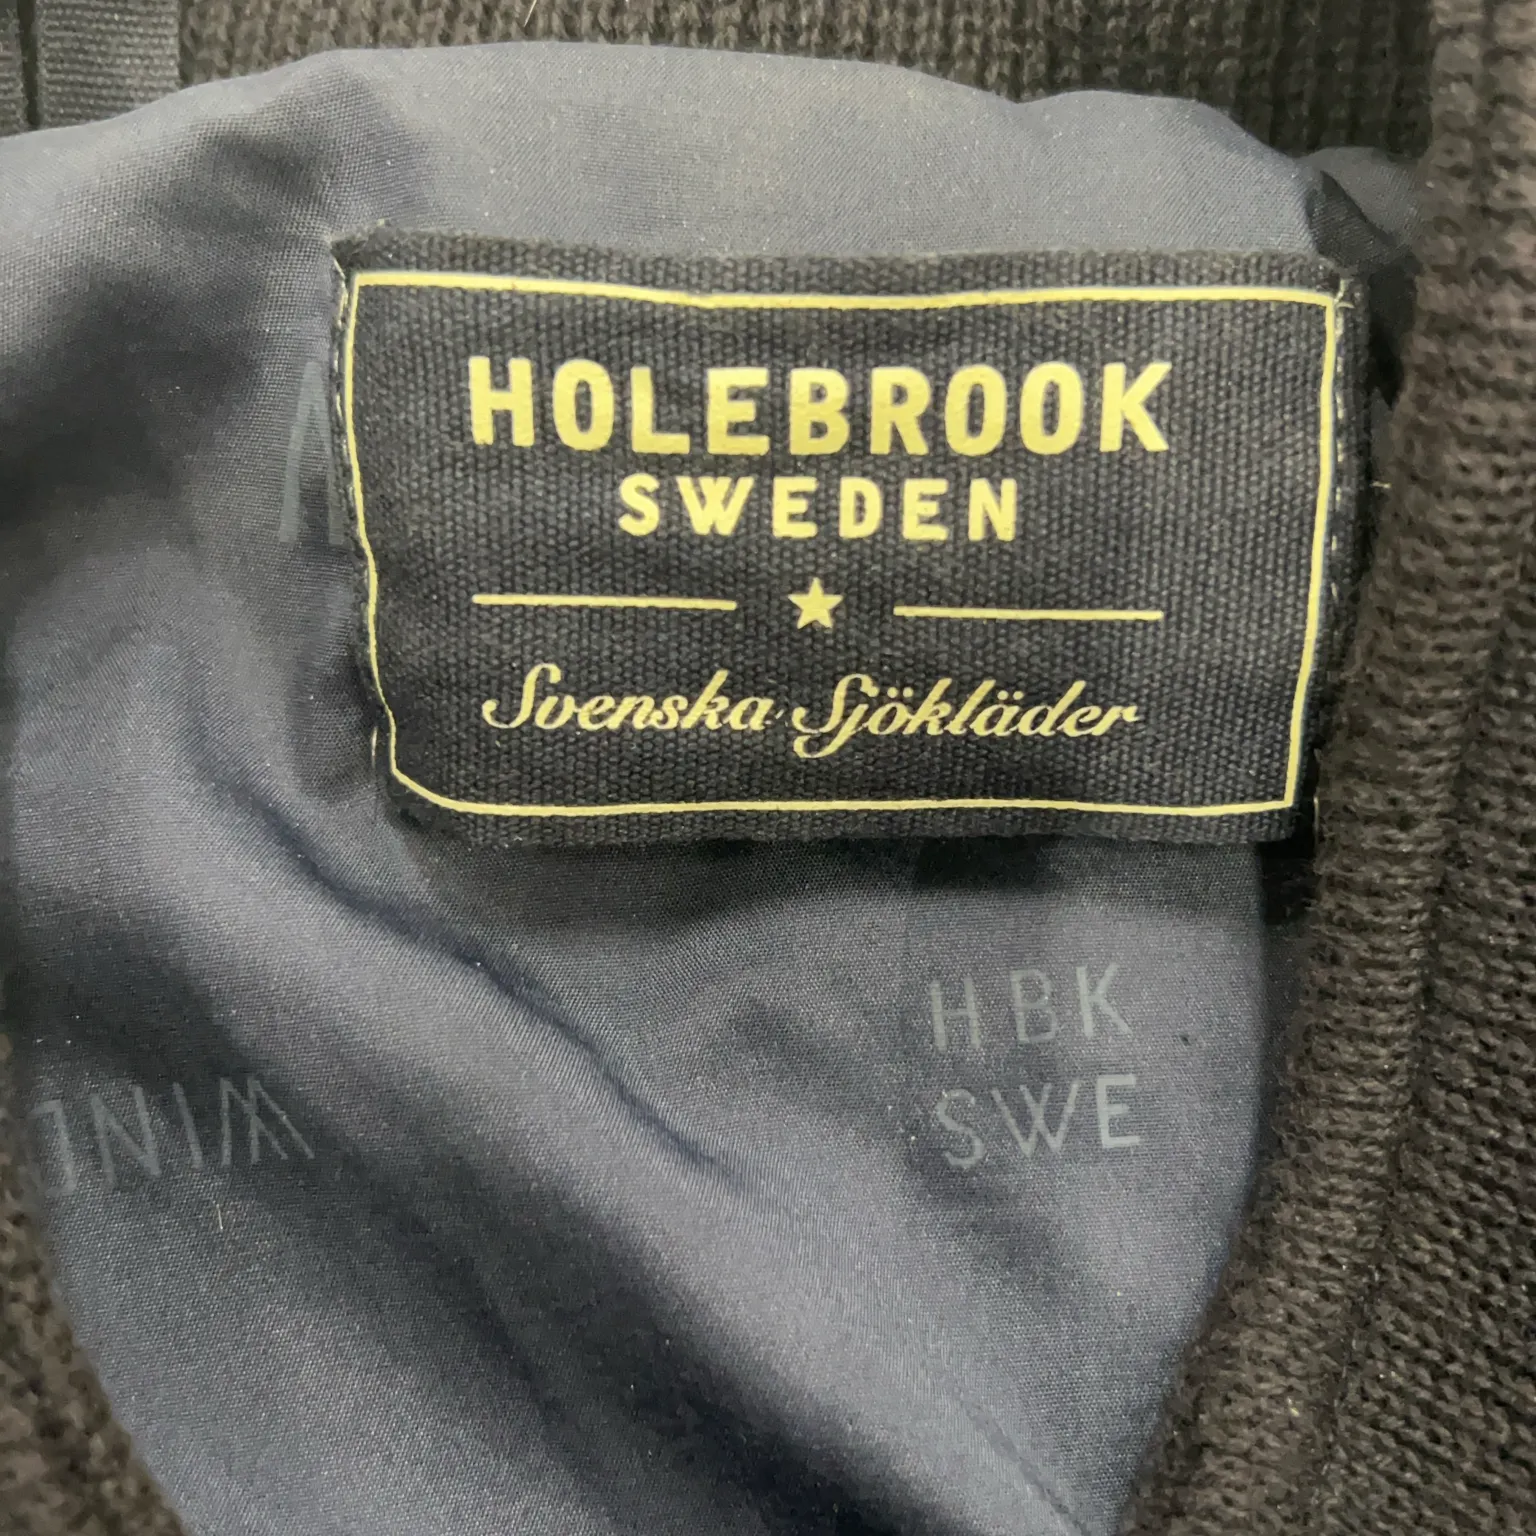 HOLEBROOK
SWEDEN
Svenska Sjökläder
HBK
SWE